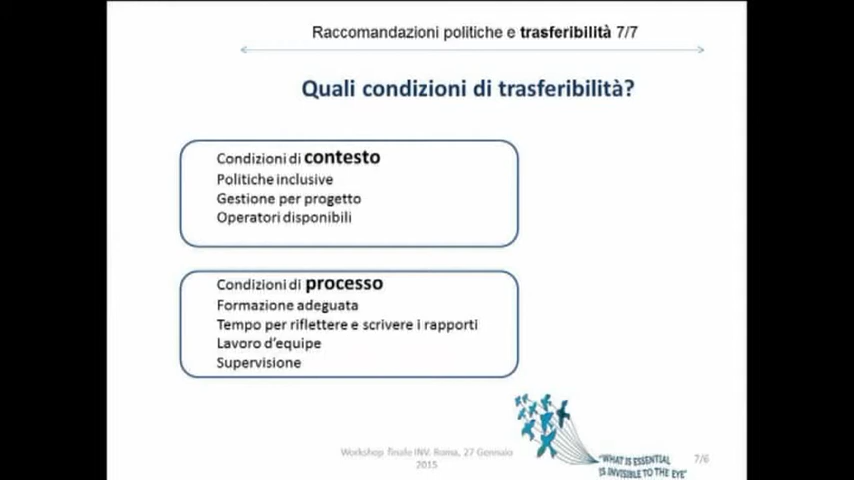 Raccomandazioni politiche e trasferibilità 7/7
Quali condizioni di trasferibilità?
Condizioni di contesto
Politiche inclusive
Gestione per progetto
Operatori disponibili
Condizioni di processo
Formazione adeguata
Tempo per riflettere e scrivere i rapporti
Lavoro d'equipe
Supervisione
Workshop finale INV. Roma, 27 Gennaio
2015
"WHAT IS ESSENTIAL
IS INVISIBLE TO THE EYE"
7/6